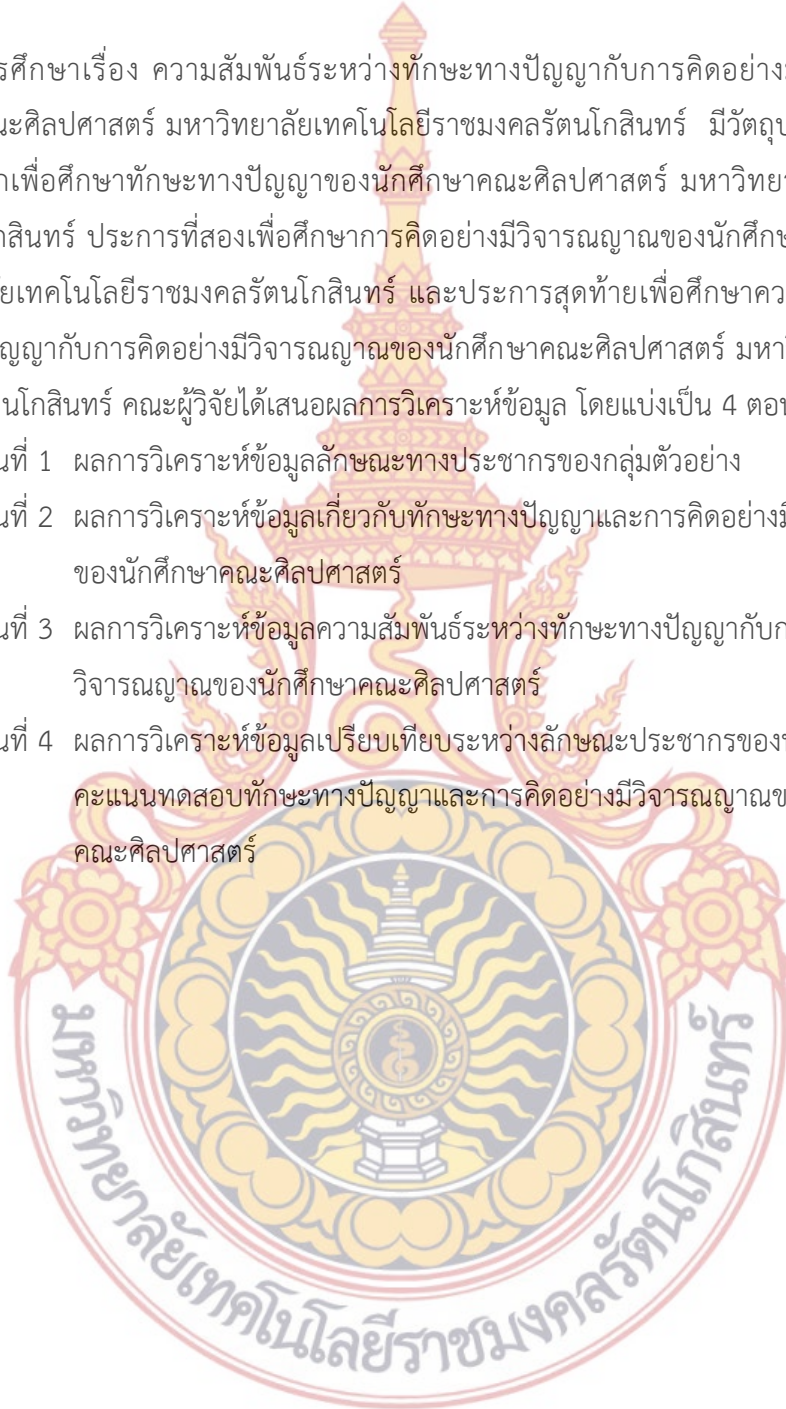 รศึกษาเรื่อง ความสัมพันธ์ระหว่างทักษะทางปัญญากับการคิดอย่าง
ณะศิลปศาสตร์ มหาวิทยาลัยเทคโนโลยีราชมงคลรัตนโกสินทร์ มีวัตถุป
กเพื่อศึกษาทักษะทางปัญญาของนักศึกษาคณะศิลปศาสตร์ มหาวิทยา
กสินทร์ ประการที่สองเพื่อศึกษาการคิดอย่างมีวิจารณญาณของนักศึกษ
ัยเทคโนโลยีราชมงคลรัตนโกสินทร์ และประการสุดท้ายเพื่อศึกษาคว
ญญากับการคิดอย่างมีวิจารณญาณของนักศึกษาคณะศิลปศาสตร์ มหาวิ
นโกสินทร์ คณะผู้วิจัยได้เสนอผลการวิเคราะห์ข้อมูล โดยแบ่งเป็น 4 ตอน
นที่ 1 ผลการวิเคราะห์ข้อมูลลักษณะทางประชากรของกลุ่มตัวอย่าง
นที่ 2 ผลการวิเคราะห์ข้อมูลเกี่ยวกับทักษะทางปัญญาและการคิดอย่างมี
ของนักศึกษาคณะศิลปศาสตร์
นที่ 3 ผลการวิเคราะห์ข้อมูลความสัมพันธ์ระหว่างทักษะทางปัญญากับก
วิจารณญาณของนักศึกษาคณะศิลปศาสตร์
นที่ 4 ผลการวิเคราะห์ข้อมูลเปรียบเทียบระหว่างลักษณะประชากรของ
คะแนนทดสอบทักษะทางปัญญาและการคิดอย่างมีวิจารณญาณข
คณะศิลปศาสตร์
มหาวิทยาลัยเทคโนโลยีราชมงคลรัตนโกสินทร์